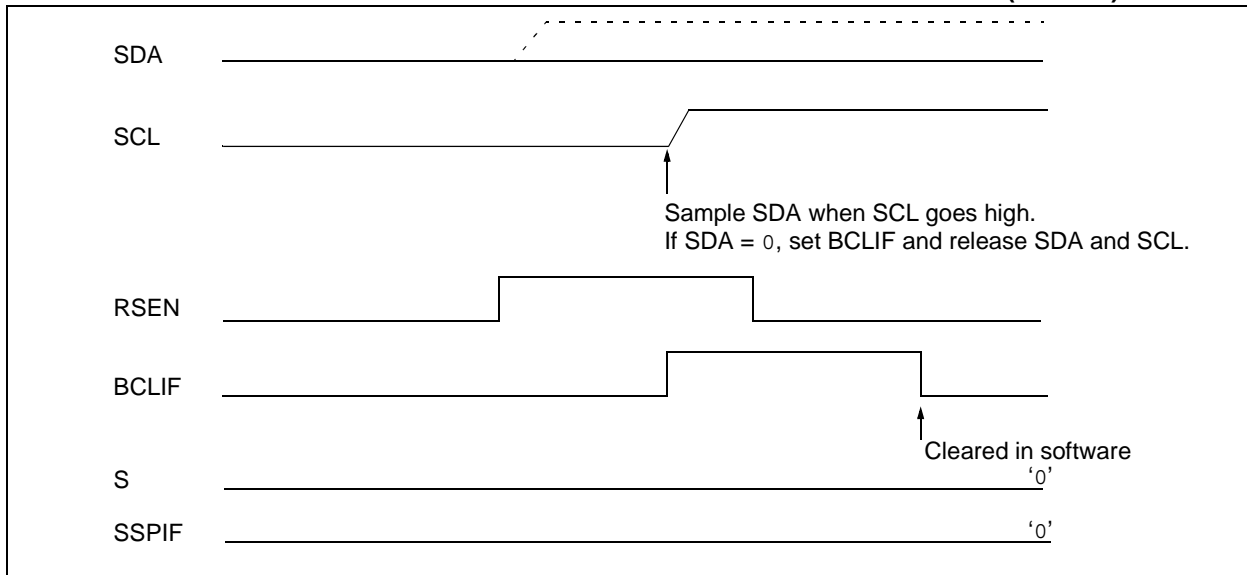 SDA
SCL
Sample SDA when SCL goes high.
If SDA = 0, set BCLIF and release SDA and SCL.
RSEN
BCLIF
Cleared in software
S
‘0’
SSPIF
‘0’